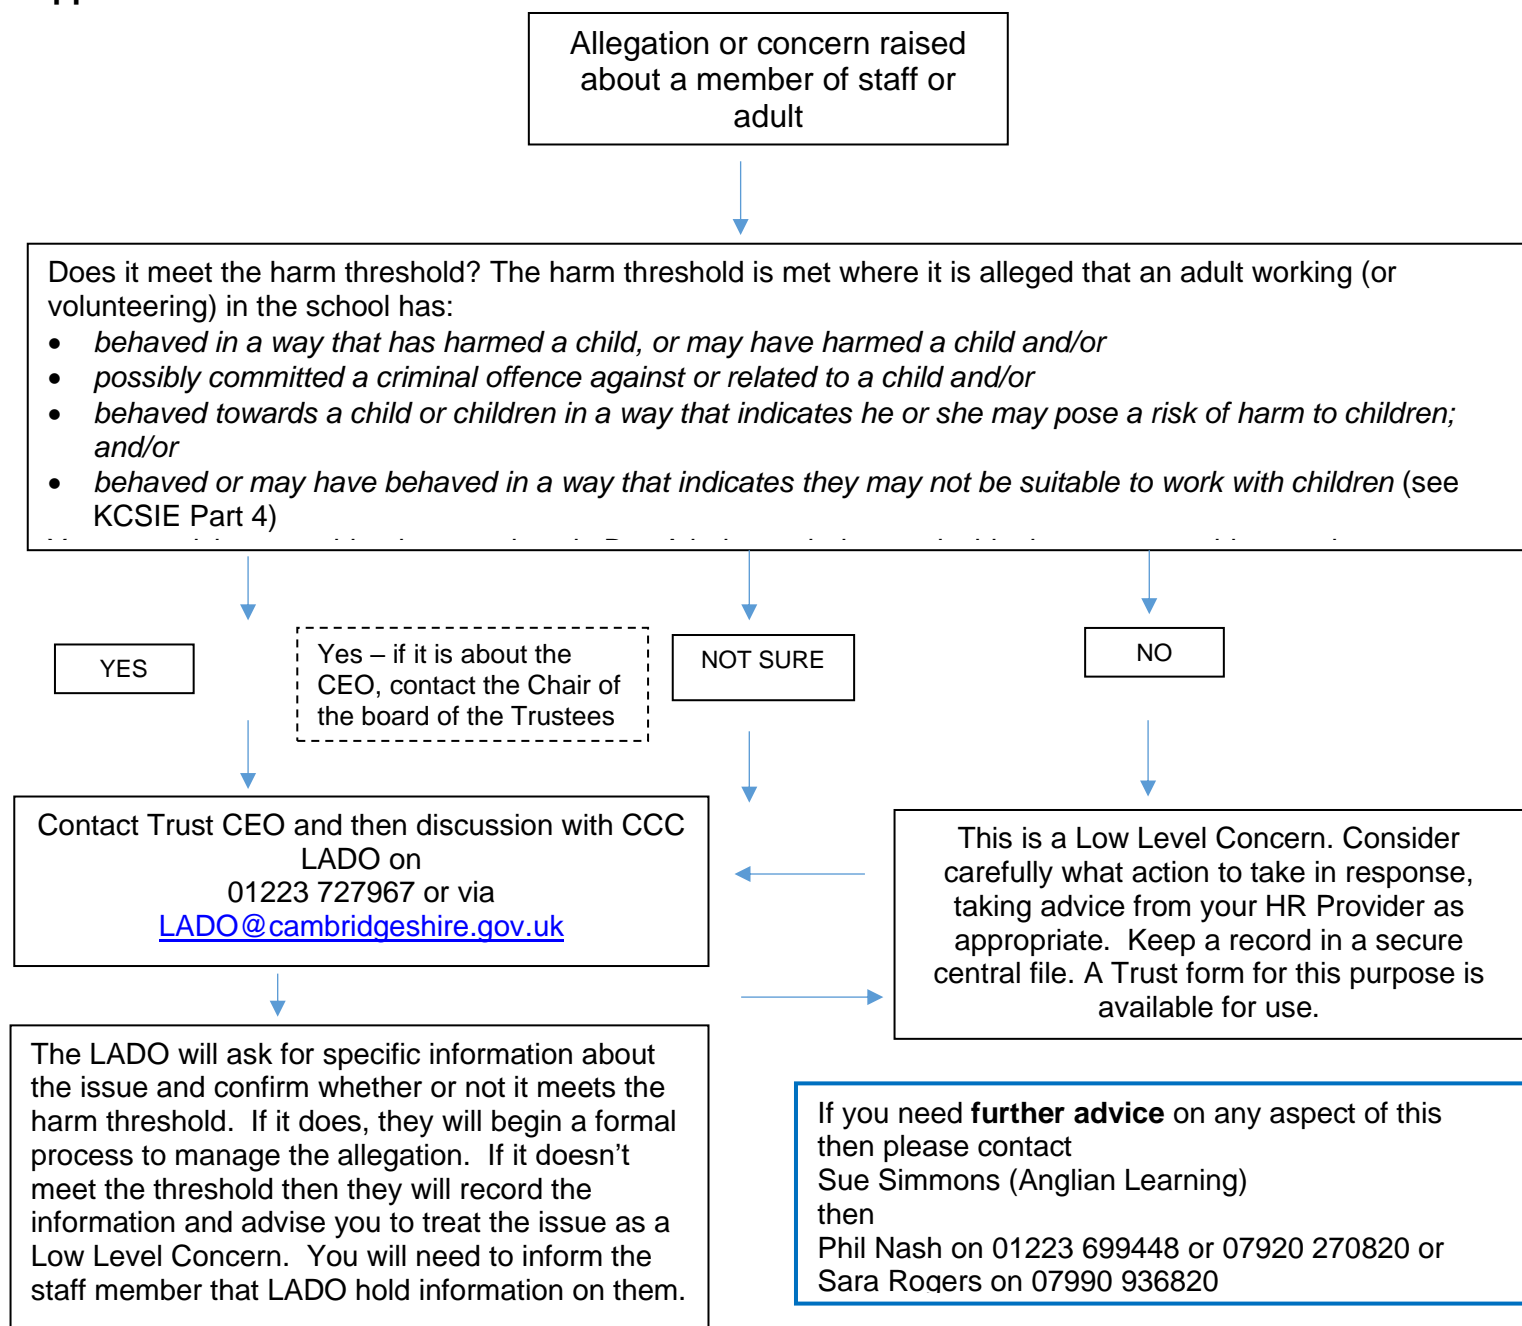 Allegation or concern raised
about a member of staff or
adult
Does it meet the harm threshold? The harm threshold is met where it is alleged that an adult working (or
volunteering) in the school has:
• behaved in a way that has harmed a child, or may have harmed a child and/or
• possibly committed a criminal offence against or related to a child and/or
• behaved towards a child or children in a way that indicates he or she may pose a risk of harm to children;
and/or
• behaved or may have behaved in a way that indicates they may not be suitable to work with children (see
KCSIE Part 4)
YES
Yes – if it is about the
CEO, contact the Chair of
the board of the Trustees
NOT SURE
NO
Contact Trust CEO and then discussion with CCC
LADO on
01223 727967 or via
LADO@cambridgeshire.gov.uk
This is a Low Level Concern. Consider
carefully what action to take in response,
taking advice from your HR Provider as
appropriate.  Keep a record in a secure
central file. A Trust form for this purpose is
available for use.
The LADO will ask for specific information about
the issue and confirm whether or not it meets the
harm threshold.  If it does, they will begin a formal
process to manage the allegation.  If it doesn’t
meet the threshold then they will record the
information and advise you to treat the issue as a
Low Level Concern.  You will need to inform the
staff member that LADO hold information on them.
If you need further advice on any aspect of this
then please contact
Sue Simmons (Anglian Learning)
then
Phil Nash on 01223 699448 or 07920 270820 or
Sara Rogers on 07990 936820